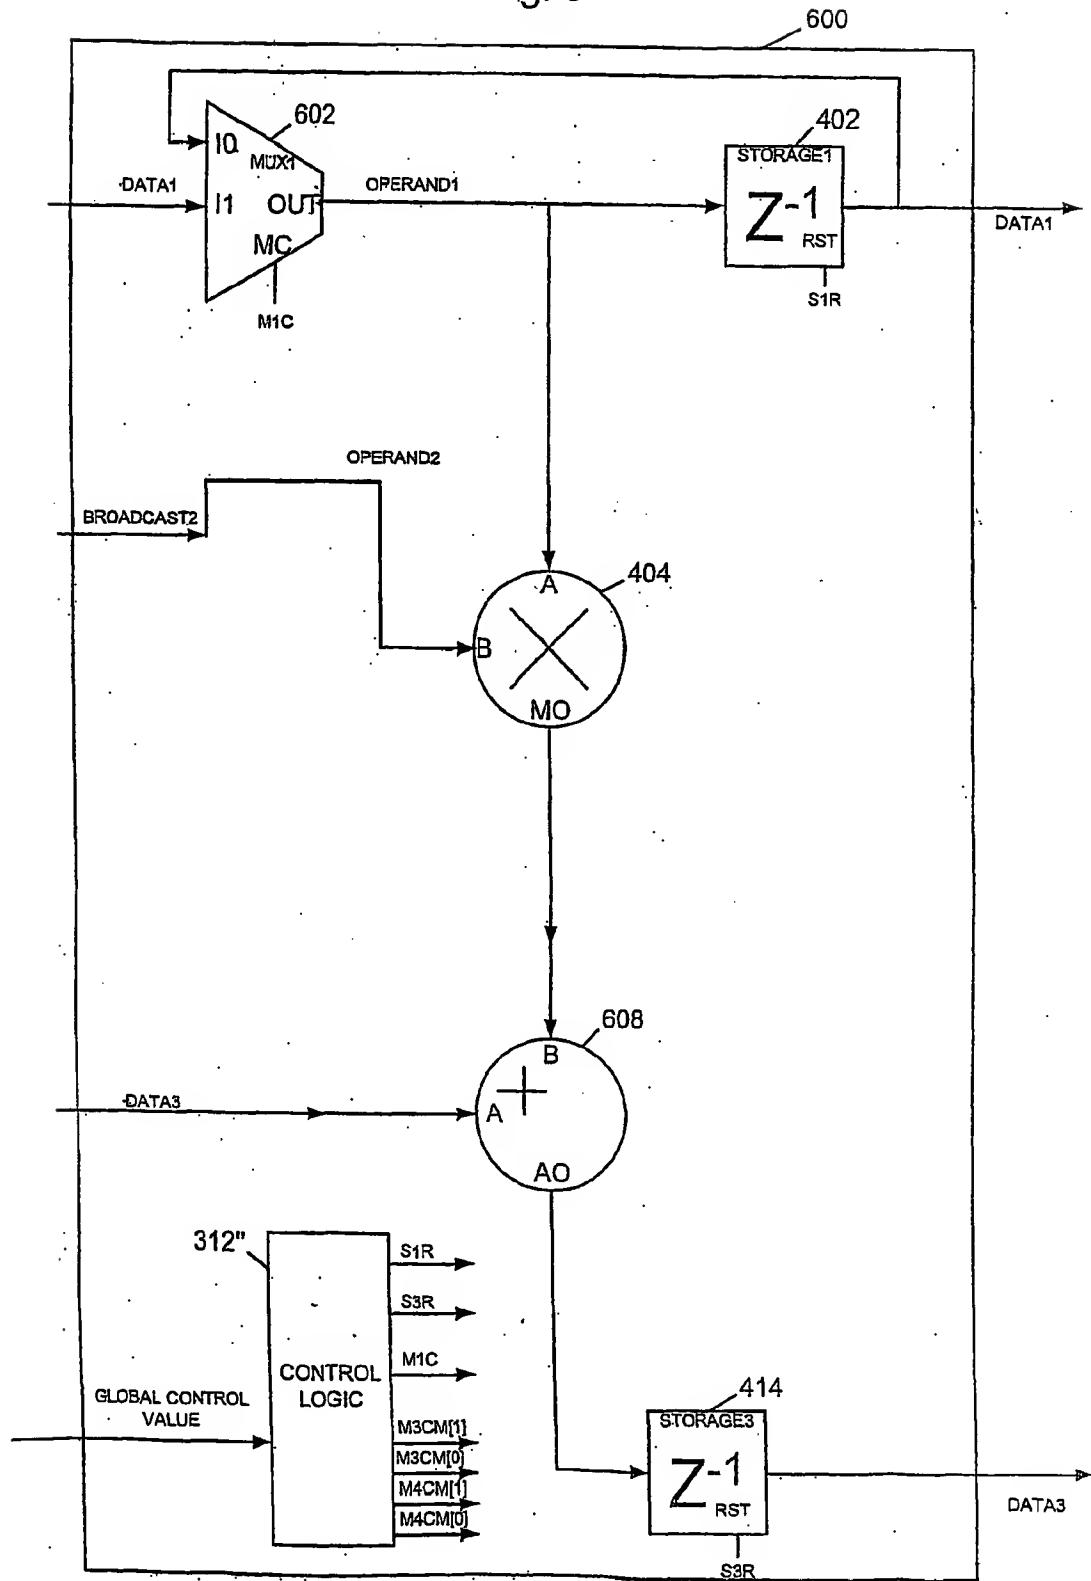 600
602
402
I0
MUX1
STORAGE1
DATA1
OPERAND1
I1
OUT
Z-1
RST
DATA1
MC
S1R
M1C
OPERAND2
BROADCAST2
404
A
B
MO
608
B
DATA3
A
AO
312"
S1R
S3R
M1C
CONTROL
LOGIC
GLOBAL CONTROL
VALUE
M3CM[1]
M3CM[0]
M4CM[1]
M4CM[0]
414
STORAGE3
Z-1
RST
DATA3
S3R